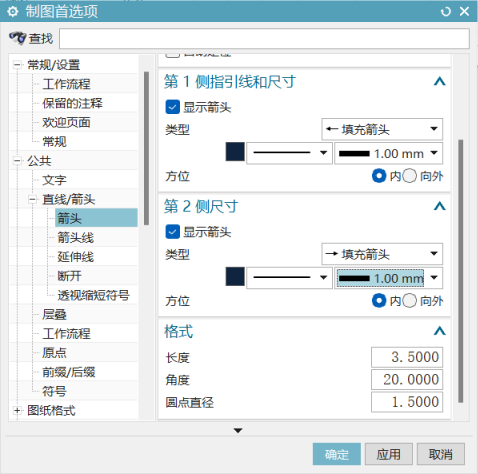 制图首选项
查找
常规/设置
工作流程
保留的注释
欢迎页面
常规
公共
文字
直线/箭头
箭头
箭头线
延伸线
断开
透视缩短符号
层叠
工作流程
原点
前缀/后缀
符号
图纸格式
第 1 侧指引线和尺寸
显示箭头
类型
填充箭头
1.00 mm
方位
内 向外
第 2 侧尺寸
显示箭头
类型
填充箭头
1.00 mm
方位
内 向外
格式
长度 3.5000
角度 20.0000
圆点直径 1.5000
确定 应用 取消